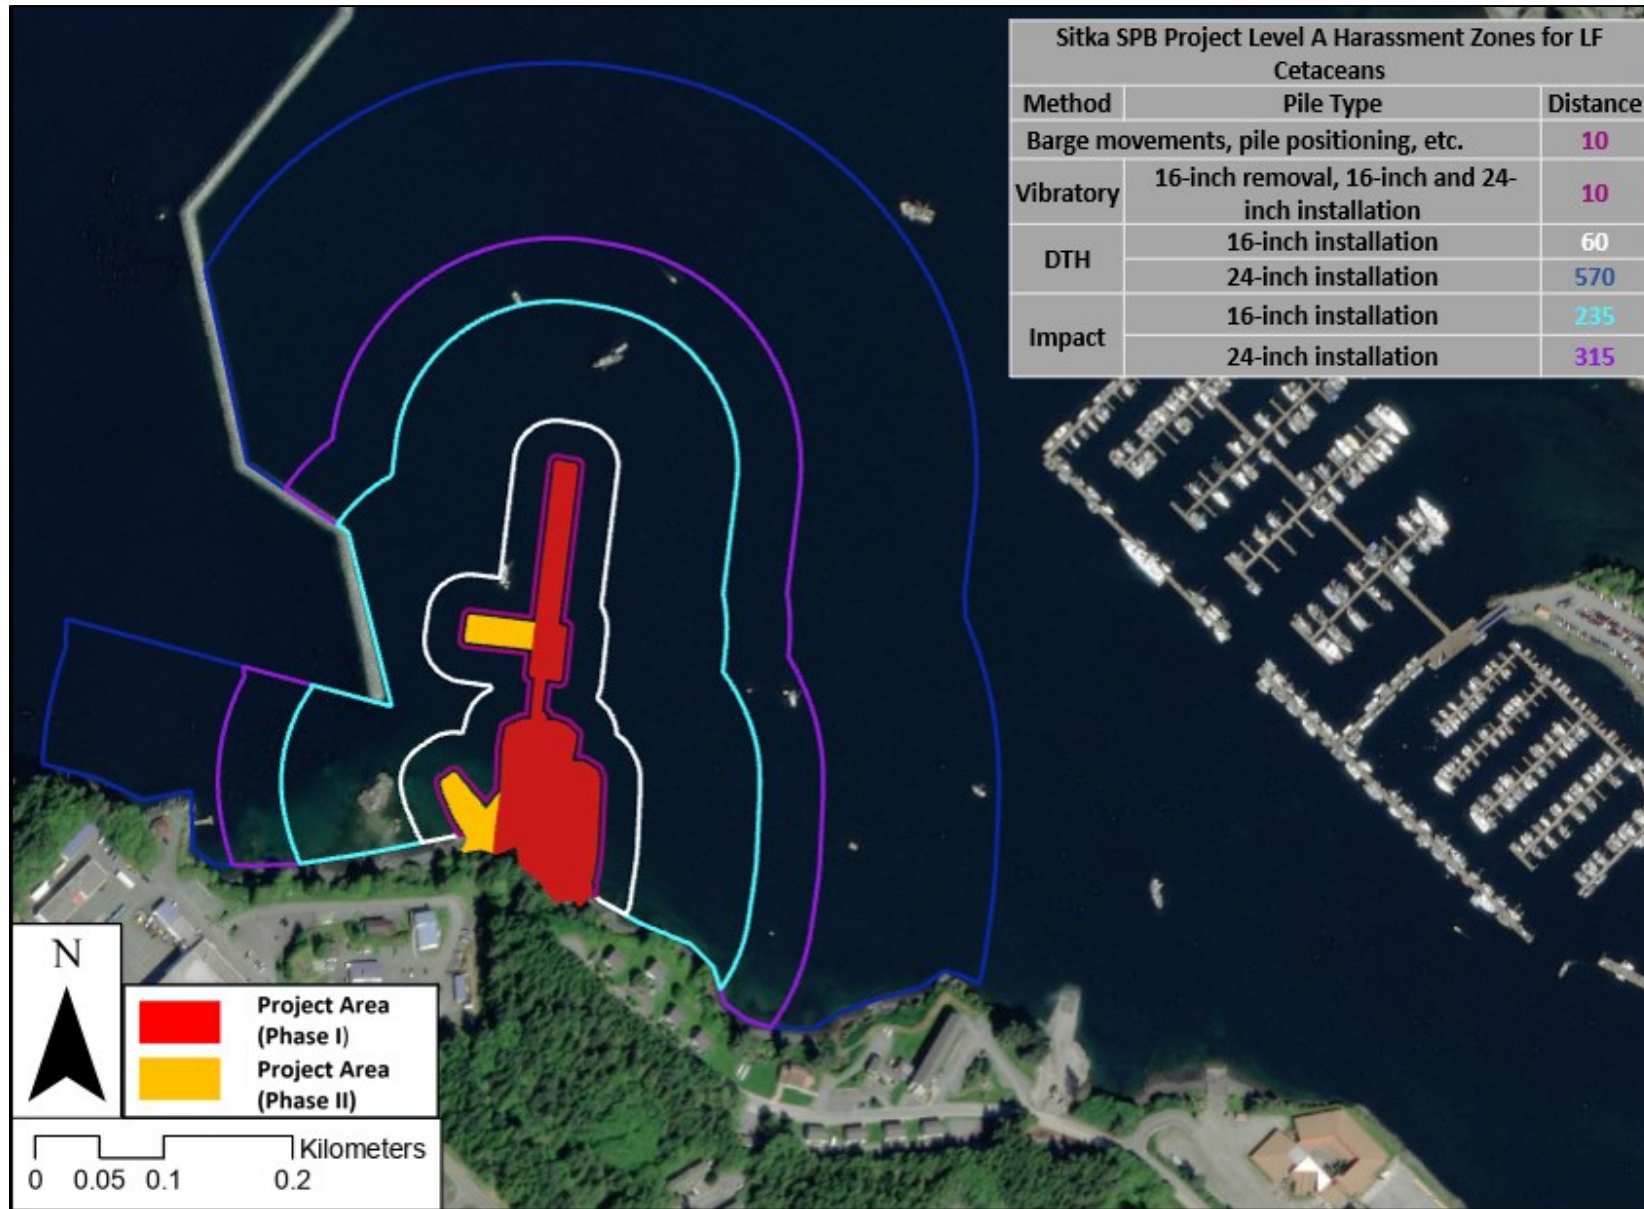 Sitka SPB Project Level A Harassment Zones for LF
Cetaceans
Method Pile Type Distance
Barge movements, pile positioning, etc. 10
Vibratory 16-inch removal, 16-inch and 24-
inch installation 10
DTH 16-inch installation 60
24-inch installation 570
Impact 16-inch installation 235
24-inch installation 315
N
Project Area
(Phase I)
Project Area
(Phase II)
Kilometers
0 0.05 0.1 0.2